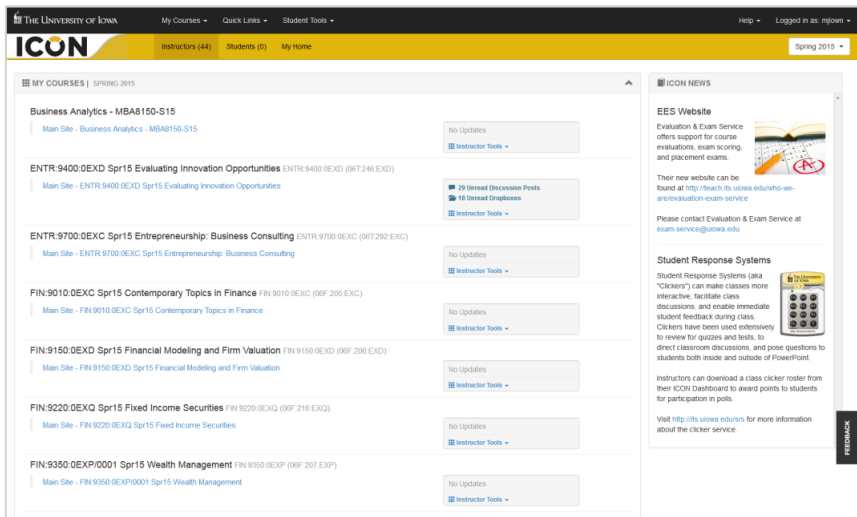 THE UNIVERSITY OF IOWA My Courses Quick Links Student Tools Help Logged in as: mjlown
ICON Instructors (44) Students (0) My Home Spring 2015
MY COURSES | SPRING 2015
Business Analytics - MBA8150-S15
Main Site - Business Analytics - MBA8150-S15
No Updates
Instructor Tools
ENTR:9400:0EXD Spr15 Evaluating Innovation Opportunities ENTR:9400:0EXD (06T:246:EXD)
Main Site - ENTR:9400:0EXD Spr15 Evaluating Innovation Opportunities
29 Unread Discussion Posts
18 Unread Dropboxes
Instructor Tools
ENTR:9700:0EXC Spr15 Entrepreneurship: Business Consulting ENTR:9700:0EXC (06T:292:EXC)
Main Site - ENTR:9700:0EXC Spr15 Entrepreneurship: Business Consulting
No Updates
Instructor Tools
FIN:9010:0EXC Spr15 Contemporary Topics in Finance FIN:9010:0EXC (06F:205:EXC)
Main Site - FIN:9010:0EXC Spr15 Contemporary Topics in Finance
No Updates
Instructor Tools
FIN:9150:0EXD Spr15 Financial Modeling and Firm Valuation FIN:9150:0EXD (06F:206:EXD)
Main Site - FIN:9150:0EXD Spr15 Financial Modeling and Firm Valuation
No Updates
Instructor Tools
FIN:9220:0EXQ Spr15 Fixed Income Securities FIN:9220:0EXQ (06F:216:EXQ)
Main Site - FIN:9220:0EXQ Spr15 Fixed Income Securities
No Updates
Instructor Tools
FIN:9350:0EXP/0001 Spr15 Wealth Management FIN:9350:0EXP (06F:207:EXP)
Main Site - FIN:9350:0EXP/0001 Spr15 Wealth Management
No Updates
Instructor Tools
ICON NEWS
EES Website
Evaluation & Exam Service
offers support for course
evaluations, exam scoring,
and placement exams.
Their new website can be
found at http://teach.its.uiowa.edu/who-we-
are/evaluation-exam-service
Please contact Evaluation & Exam Service at
exam-service@uiowa.edu
Student Response Systems
Student Response Systems (aka
"Clickers") can make classes more
interactive, facilitate class
discussions, and enable immediate
student feedback during class.
Clickers have been used extensively
to review for quizzes and tests, to
direct classroom discussions, and pose questions to
students both inside and outside of PowerPoint.
Instructors can download a class clicker roster from
their ICON Dashboard to award points to students
for participation in polls.
Visit http://its.uiowa.edu/srs for more information
about the clicker service.
FEEDBACK